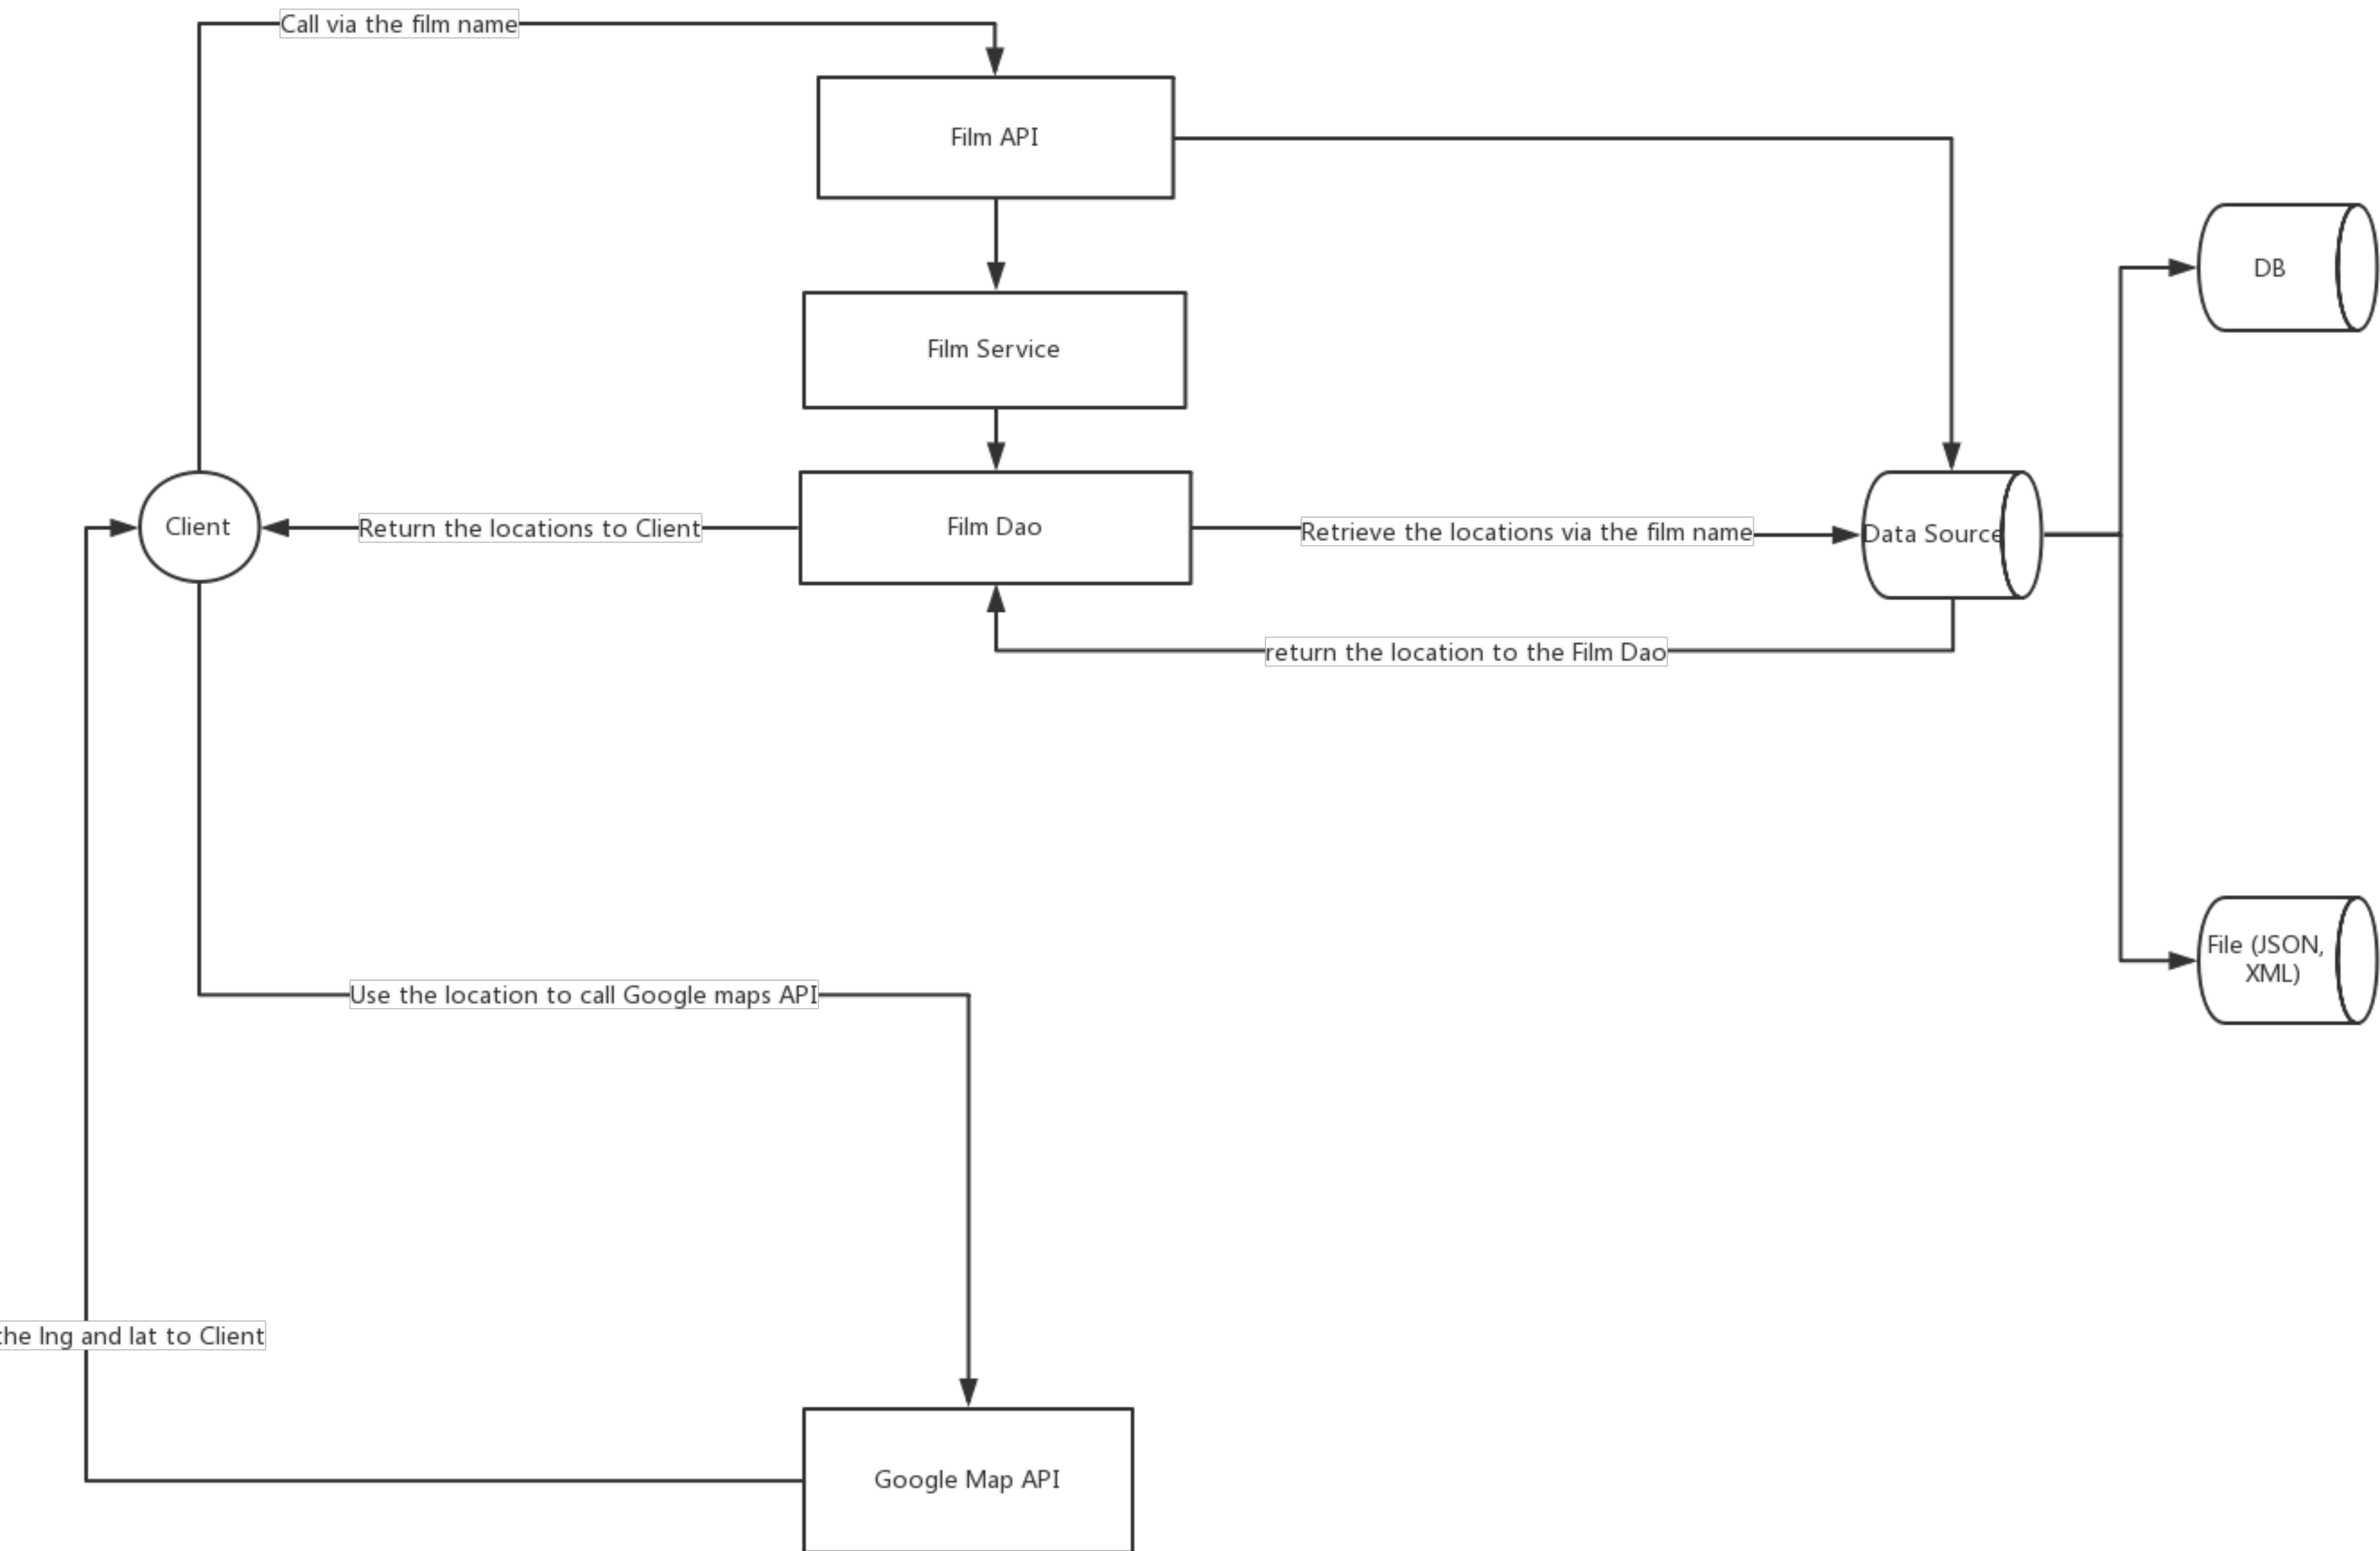 Call via the film name
Film API
DB
Film Service
Client
Return the locations to Client
Film Dao
Retrieve the locations via the film name
Data Source
return the location to the Film Dao
File (JSON,
XML)
Use the location to call Google maps API
the lng and lat to Client
Google Map API